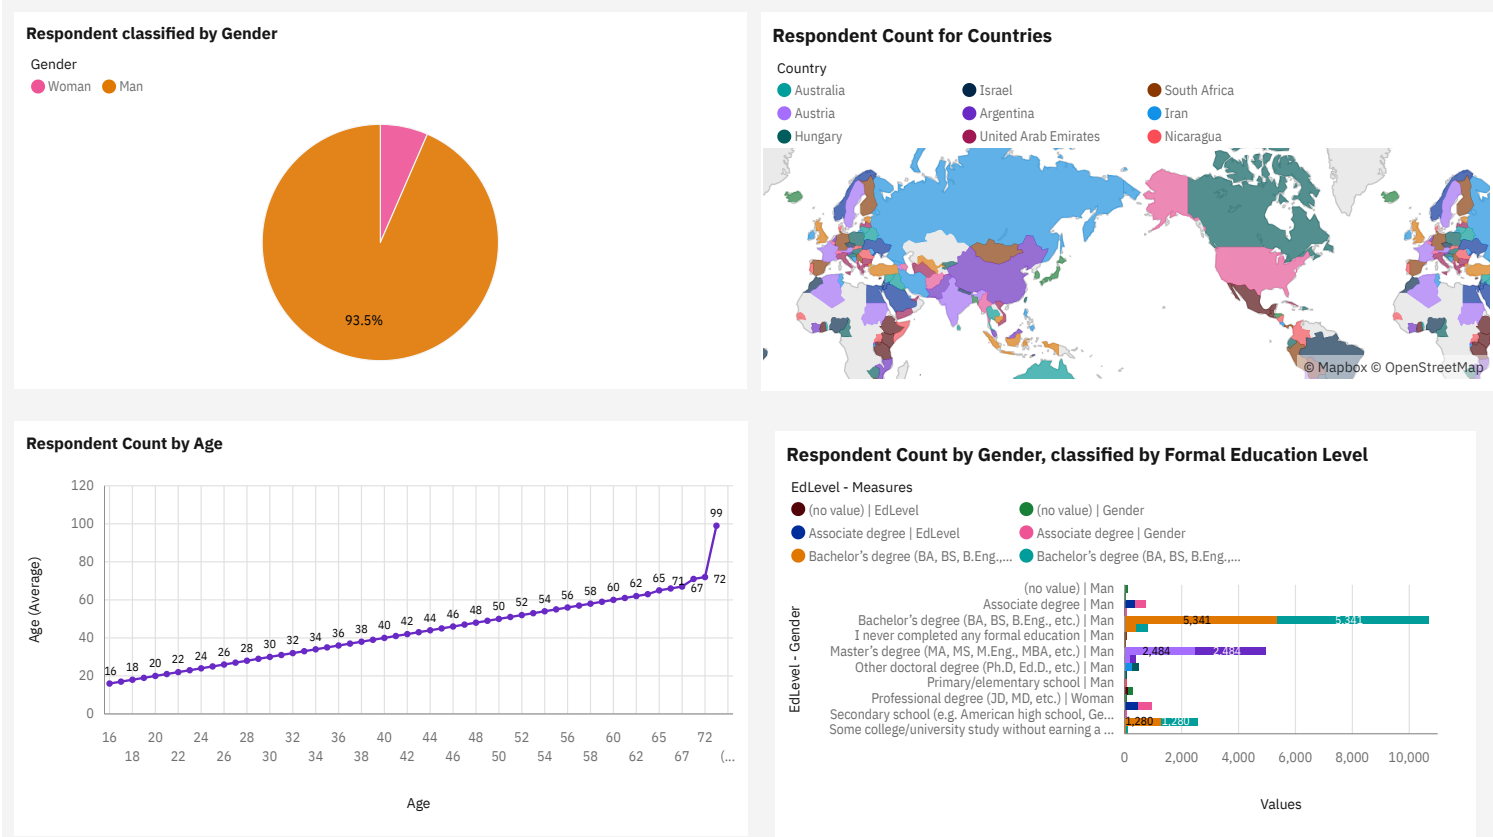 Respondent classified by Gender
Gender
Woman Man
93.5%
Respondent Count for Countries
Country
Australia Israel South Africa
Austria Argentina Iran
Hungary United Arab Emirates Nicaragua
© Mapbox © OpenStreetMap
Respondent Count by Age
Age (Average)
120
100
80
60
40
20
0
16 18 20 22 24 26 28 30 32 34 36 38 40 42 44 46 48 50 52 54 56 58 60 62 65 71 67 72 99
16 20 24 28 32 36 40 44 48 52 56 60 65 72
18 22 26 30 34 38 42 46 50 54 58 62 67 (...
Age
Respondent Count by Gender, classified by Formal Education Level
EdLevel - Measures
(no value) | EdLevel (no value) | Gender
Associate degree | EdLevel Associate degree | Gender
Bachelor’s degree (BA, BS, B.Eng.,... Bachelor’s degree (BA, BS, B.Eng.,...
EdLevel - Gender
(no value) | Man
Associate degree | Man
Bachelor’s degree (BA, BS, B.Eng., etc.) | Man 5,341 5,341
I never completed any formal education | Man
Master’s degree (MA, MS, M.Eng., MBA, etc.) | Man 2,484 2,484
Other doctoral degree (Ph.D, Ed.D., etc.) | Man
Primary/elementary school | Man
Professional degree (JD, MD, etc.) | Woman
Secondary school (e.g. American high school, Ge... 1,280 1,280
Some college/university study without earning a ...
0 2,000 4,000 6,000 8,000 10,000
Values